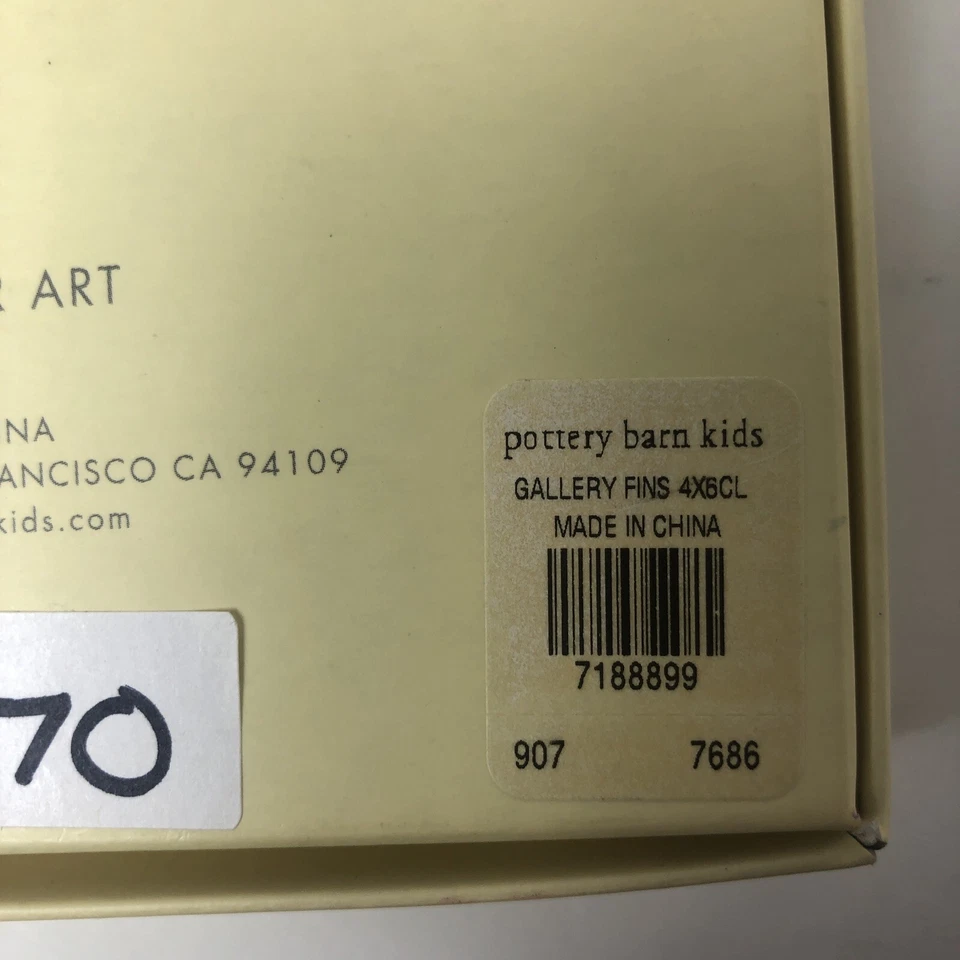 ART
NA
ANCISCO CA 94109
kids.com
pottery barn kids
GALLERY FINS 4X6CL
MADE IN CHINA
7188899
907 7686
70